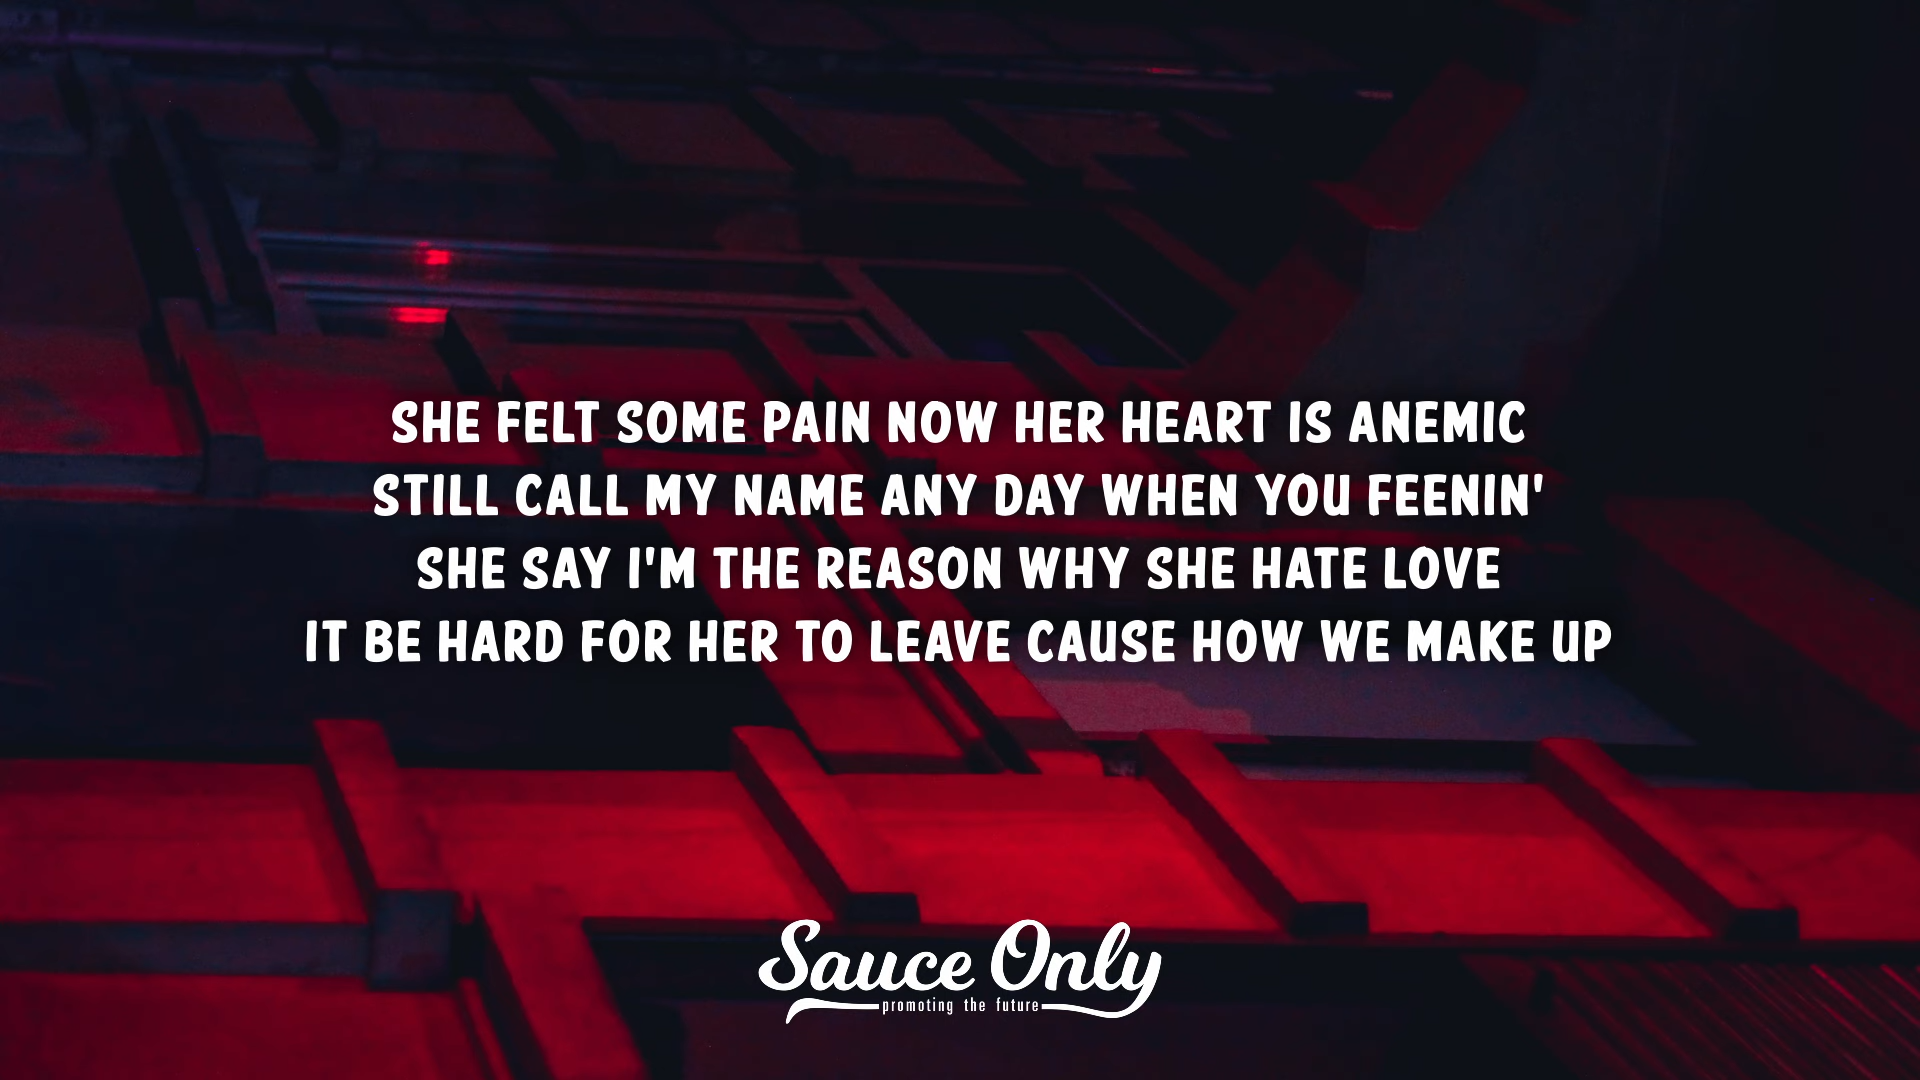 SHE FELT SOME PAIN NOW HER HEART IS ANEMIC
STILL CALL MY NAME ANY DAY WHEN YOU FEENIN'
SHE SAY I'M THE REASON WHY SHE HATE LOVE
IT BE HARD FOR HER TO LEAVE CAUSE HOW WE MAKE UP
Sauce Only
promoting the future